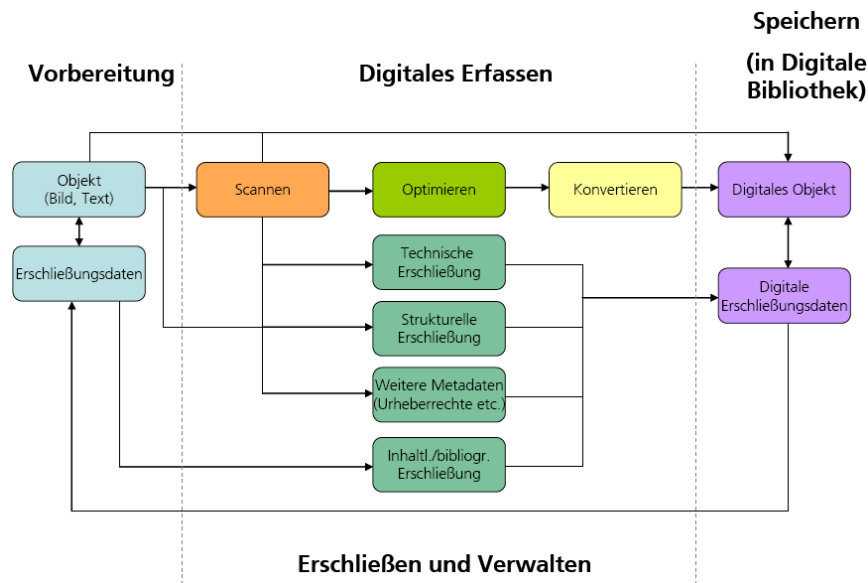 Speichern
(in Digitale
Bibliothek)
Vorbereitung
Digitales Erfassen
Objekt
(Bild, Text)
Scannen
Optimieren
Konvertieren
Digitales Objekt
Erschließungsdaten
Technische
Erschließung
Digitale
Erschließungsdaten
Strukturelle
Erschließung
Weitere Metadaten
(Urheberrechte etc.)
Inhaltl./bibliogr.
Erschließung
Erschließen und Verwalten